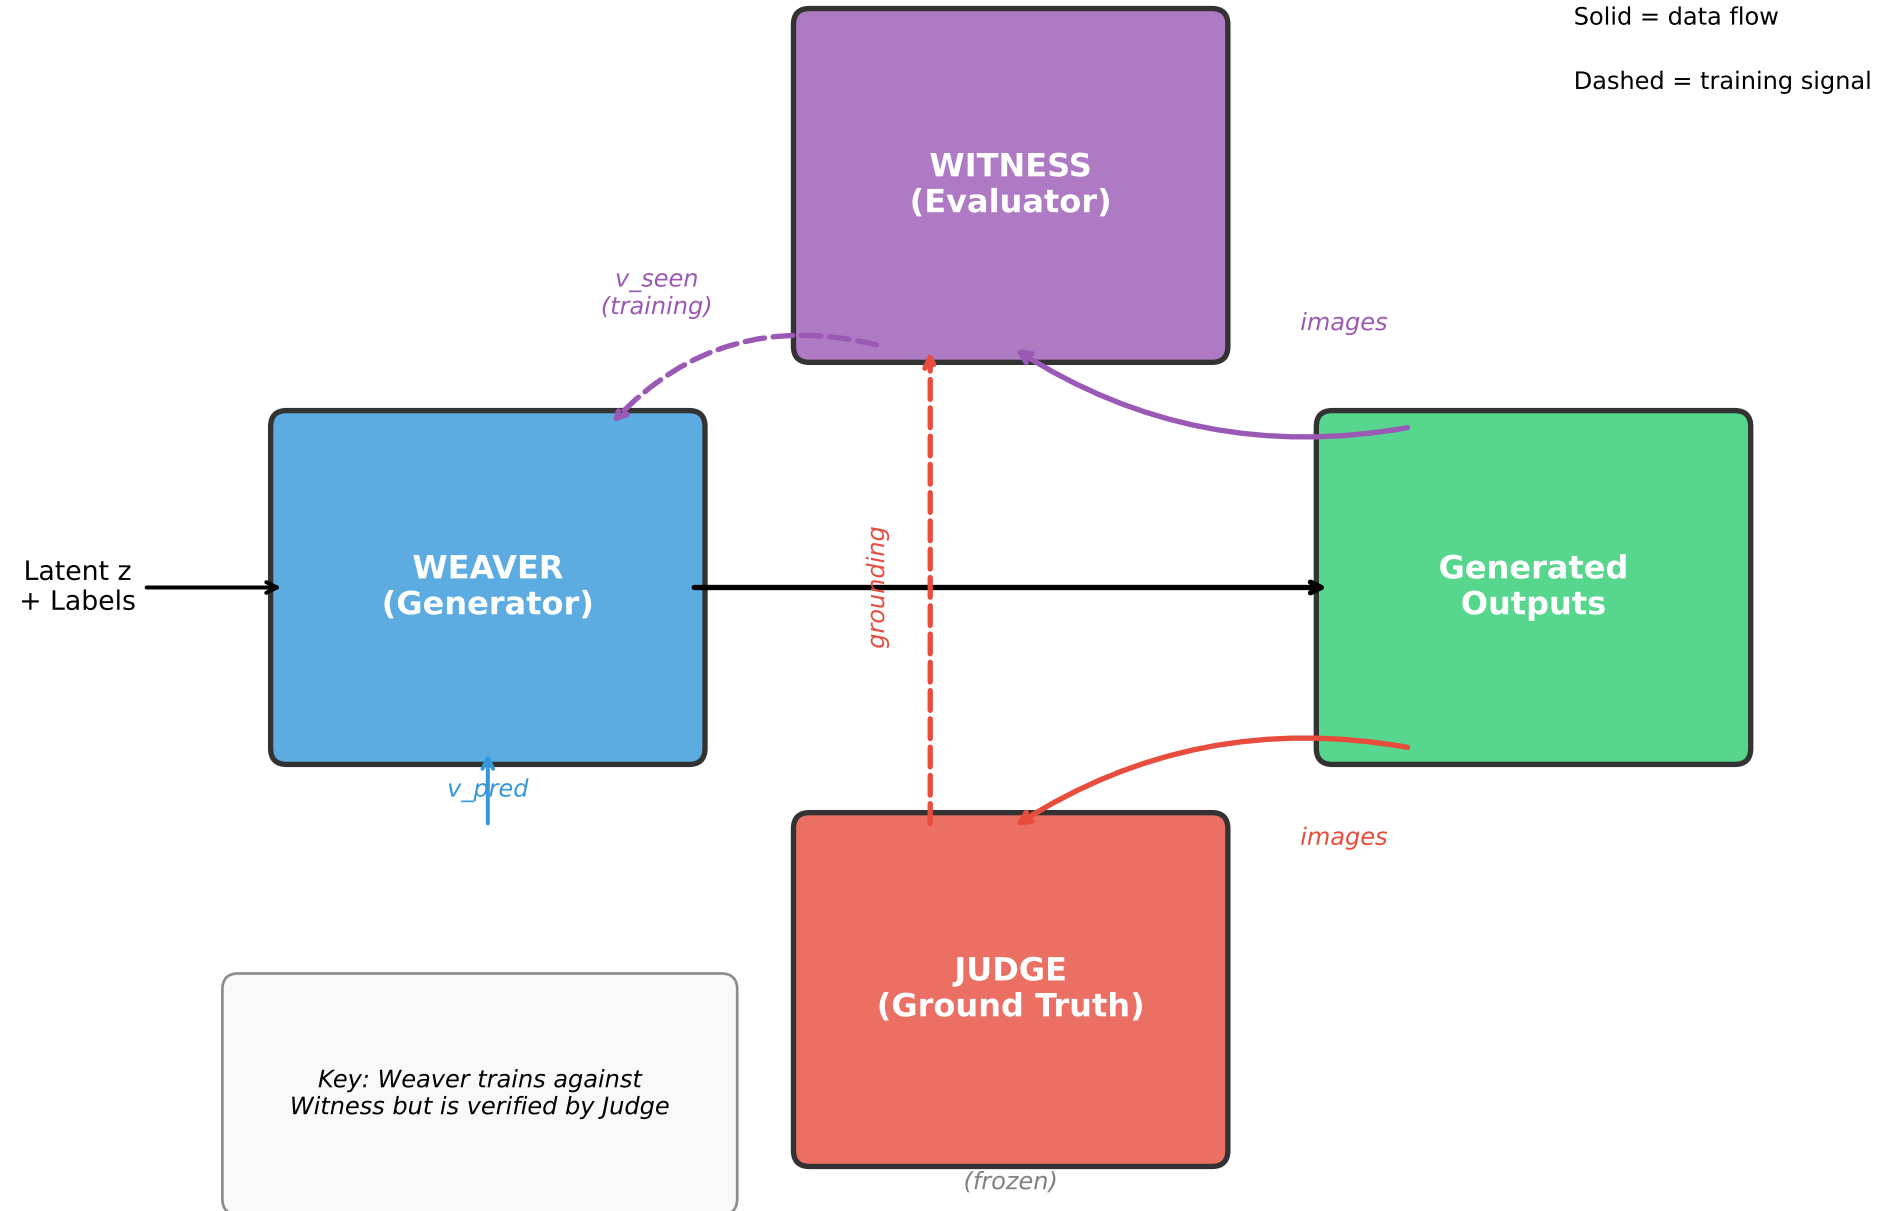 Solid = data flow
Dashed = training signal
WITNESS
(Evaluator)
v_seen
(training)
images
Latent z
+ Labels
WEAVER
(Generator)
grounding
Generated
Outputs
v_pred
images
JUDGE
(Ground Truth)
(frozen)
Key: Weaver trains against
Witness but is verified by Judge